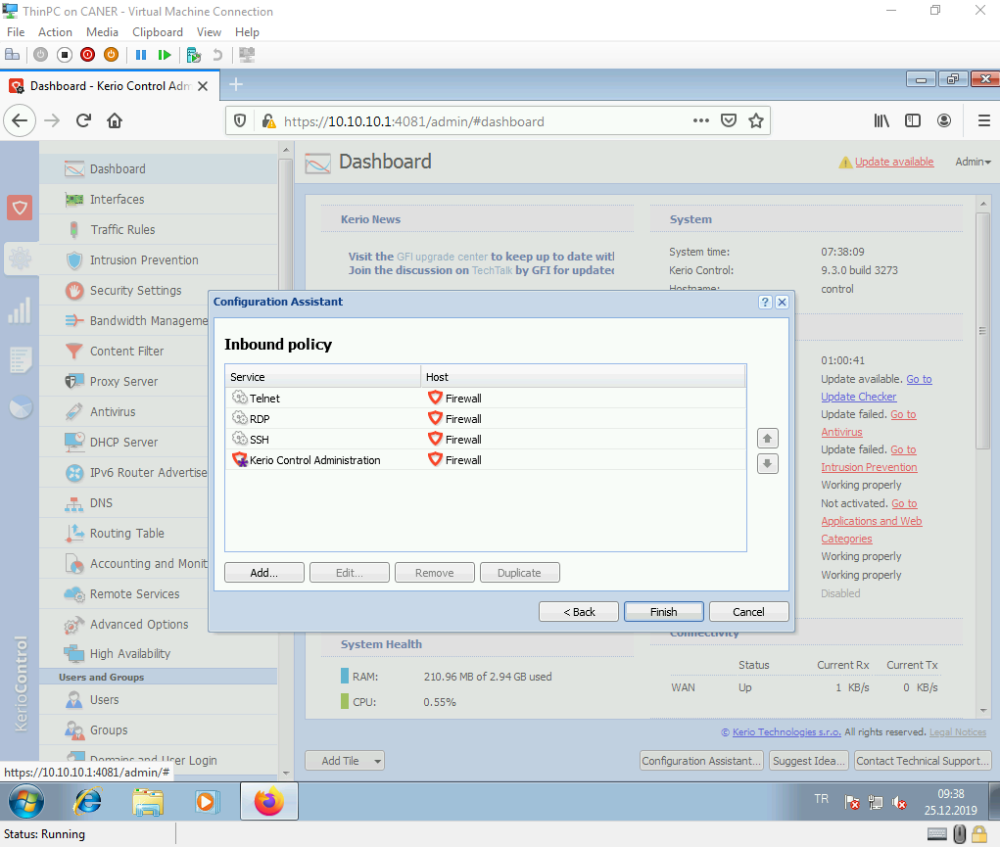 ThinPC on CANER - Virtual Machine Connection
File Action Media Clipboard View Help
Dashboard - Kerio Control Adm
https://10.10.10.1:4081/admin/#dashboard
Dashboard
Interfaces
Traffic Rules
Intrusion Prevention
Security Settings
Bandwidth Manageme
Content Filter
Proxy Server
Antivirus
DHCP Server
IPv6 Router Advertise
DNS
Routing Table
Accounting and Monit
Remote Services
Advanced Options
High Availability
Users and Groups
Users
Groups
Domains and User Login
KerioControl
https://10.10.10.1:4081/admin/#
Dashboard
Update available
Admin
Kerio News
Visit the GFI upgrade center to keep up to date with
Join the discussion on TechTalk by GFI for updated
System
System time: 07:38:09
Kerio Control: 9.3.0 build 3273
Hostname: control
01:00:41
Update available. Go to
Update Checker
Update failed. Go to
Antivirus
Update failed. Go to
Intrusion Prevention
Working properly
Not activated. Go to
Applications and Web
Categories
Working properly
Working properly
Disabled
Configuration Assistant
?
Inbound policy
Service Host
Telnet Firewall
RDP Firewall
SSH Firewall
Kerio Control Administration Firewall
Add... Edit... Remove Duplicate
< Back Finish Cancel
System Health
RAM: 210.96 MB of 2.94 GB used
CPU: 0.55%
Connectivity
Status Current Rx Current Tx
WAN Up 1 KB/s 0 KB/s
© Kerio Technologies s.r.o. All rights reserved. Legal Notices
Add Tile
Configuration Assistant... Suggest Idea... Contact Technical Support...
TR
09:38
25.12.2019
Status: Running